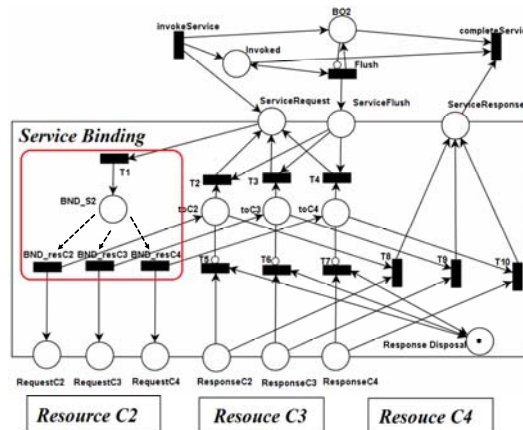 BO2
invokeService
completeServic
Invoked
Flush
ServiceRequest
ServiceFlush
ServiceResponse
Service Binding
T1
T2
T3
T4
BND_S2
toC2
toC3
toC4
BND_resC2
BND_resC3
BND_resC4
T5
T6
T7
T8
T9
T10
Response Disposal
RequestC2
RequestC3
RequestC4
ResponseC2
ResponseC3
ResponseC4
Resource C2
Resouce C3
Resouce C4